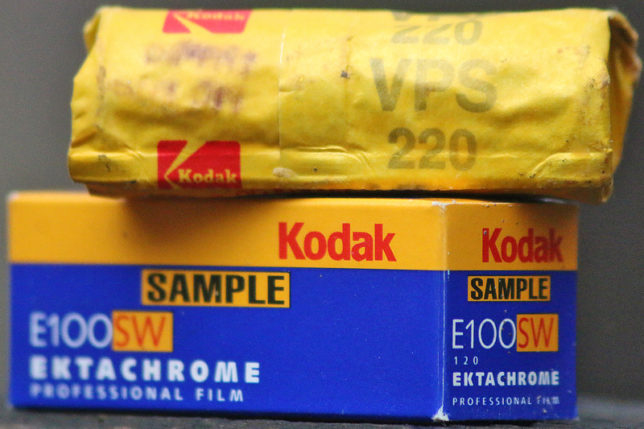 Kodak
220
VPS
220
Kodak
Kodak
SAMPLE
E100SW
EKTACHROME
PROFESSIONAL FILM
Kodak
SAMPLE
E100SW
120
EKTACHROME
PROFESSIONAL FILM